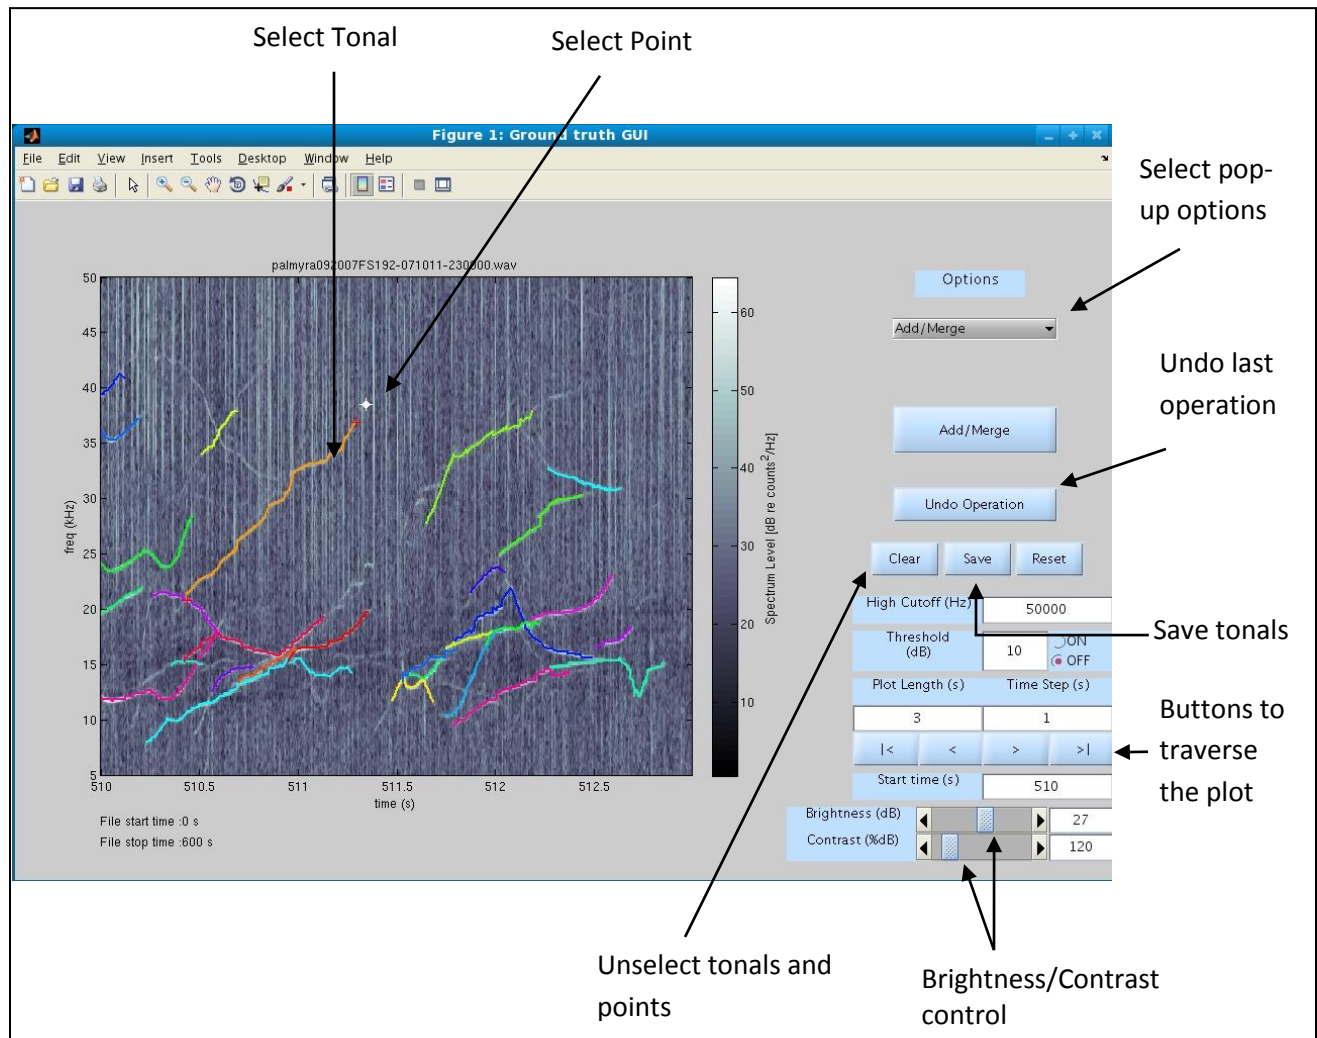 Select Tonal
Select Point
Figure 1: Ground truth GUI
File Edit View Insert Tools Desktop Window Help
Select pop-
up options
palmyra092007FS192-071011-230000.wav
Options
Add/Merge
Undo last
operation
Add/Merge
Undo Operation
Clear Save Reset
High Cutoff (Hz) 50000
Threshold
(dB) 10 ON
OFF
Save tonals
Plot Length (s) Time Step (s)
3 1
|< < > >|
Buttons to
traverse
the plot
Start time (s) 510
Brightness (dB) 27
Contrast (%dB) 120
50
45
40
35
30
25
20
15
10
5
freq (kHz)
510 510.5 511 511.5 512 512.5
time (s)
60
50
40
30
20
10
Spectrum Level [dB re counts²/Hz]
File start time :0 s
File stop time :600 s
Unselect tonals and
points
Brightness/Contrast
control